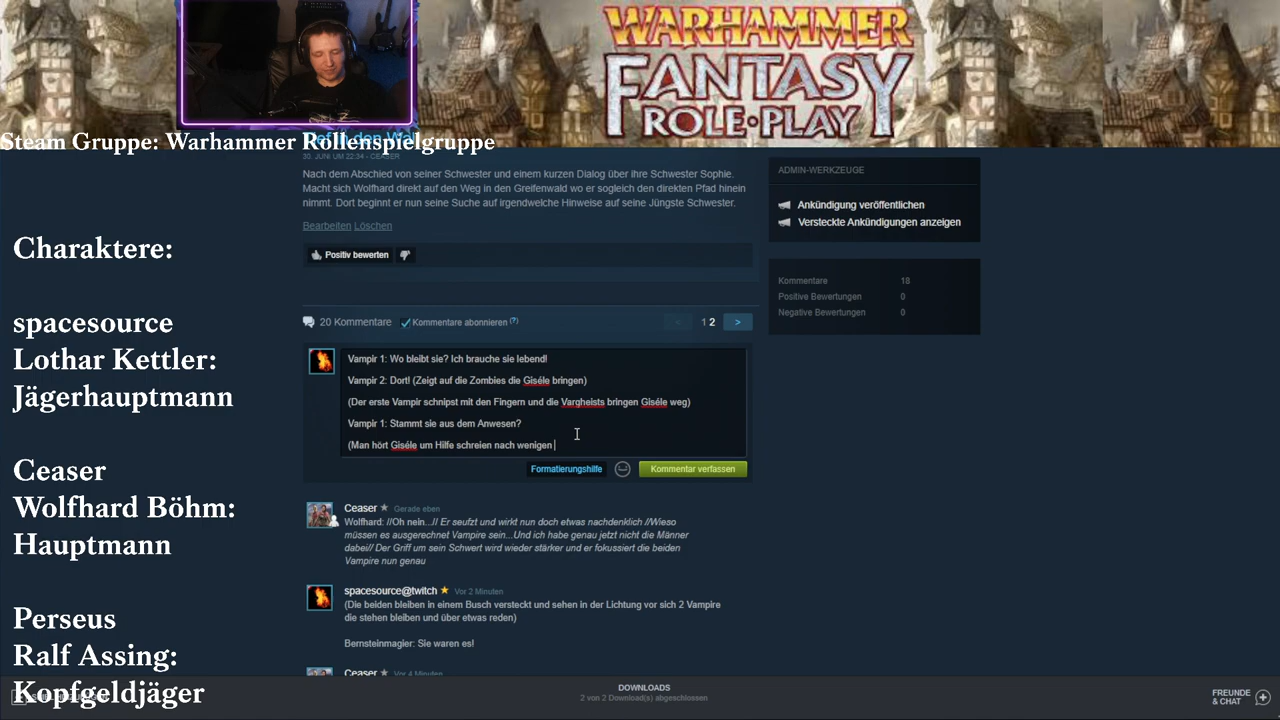 WARHAMMER
FANTASY
ROLE·PLAY
Steam Gruppe: Warhammer Rollenspielgruppe
30. JUNI UM 22:34 - CEASER
Nach dem Abschied von seiner Schwester und einem kurzen Dialog über ihre Schwester Sophie.
Macht sich Wolfhard direkt auf den Weg in den Greifenwald wo er sogleich den direkten Pfad hinein
nimmt. Dort beginnt er nun seine Suche auf irgendwelche Hinweise auf seine Jüngste Schwester.
Bearbeiten Löschen
Positiv bewerten
ADMIN-WERKZEUGE
Ankündigung veröffentlichen
Versteckte Ankündigungen anzeigen
Kommentare 18
Positive Bewertungen 0
Negative Bewertungen 0
20 Kommentare Kommentare abonnieren (?) < 1 2 >
Vampir 1: Wo bleibt sie? Ich brauche sie lebend!
Vampir 2: Dort! (Zeigt auf die Zombies die Giséle bringen)
(Der erste Vampir schnipst mit den Fingern und die Vargheists bringen Giséle weg)
Vampir 1: Stammt sie aus dem Anwesen?
(Man hört Giséle um Hilfe schreien nach wenigen
Formatierungshilfe Kommentar verfassen
Ceaser Gerade eben
Wolfhard: //Oh nein...// Er seufzt und wirkt nun doch etwas nachdenklich //Wieso
müssen es ausgerechnet Vampire sein...Und ich habe genau jetzt nicht die Männer
dabei// Der Griff um sein Schwert wird wieder stärker und er fokussiert die beiden
Vampire nun genau
spacesource@twitch Vor 2 Minuten
(Die beiden bleiben in einem Busch versteckt und sehen in der Lichtung vor sich 2 Vampire
die stehen bleiben und über etwas reden)
Bernsteinmagier: Sie waren es!
Ceaser Vor 4 Minuten
Charaktere:
spacesource
Lothar Kettler:
Jägerhauptmann
Ceaser
Wolfhard Böhm:
Hauptmann
Perseus
Ralf Assing:
Kopfgeldjäger
DOWNLOADS
2 von 2 Download(s) abgeschlossen
FREUNDE
& CHAT